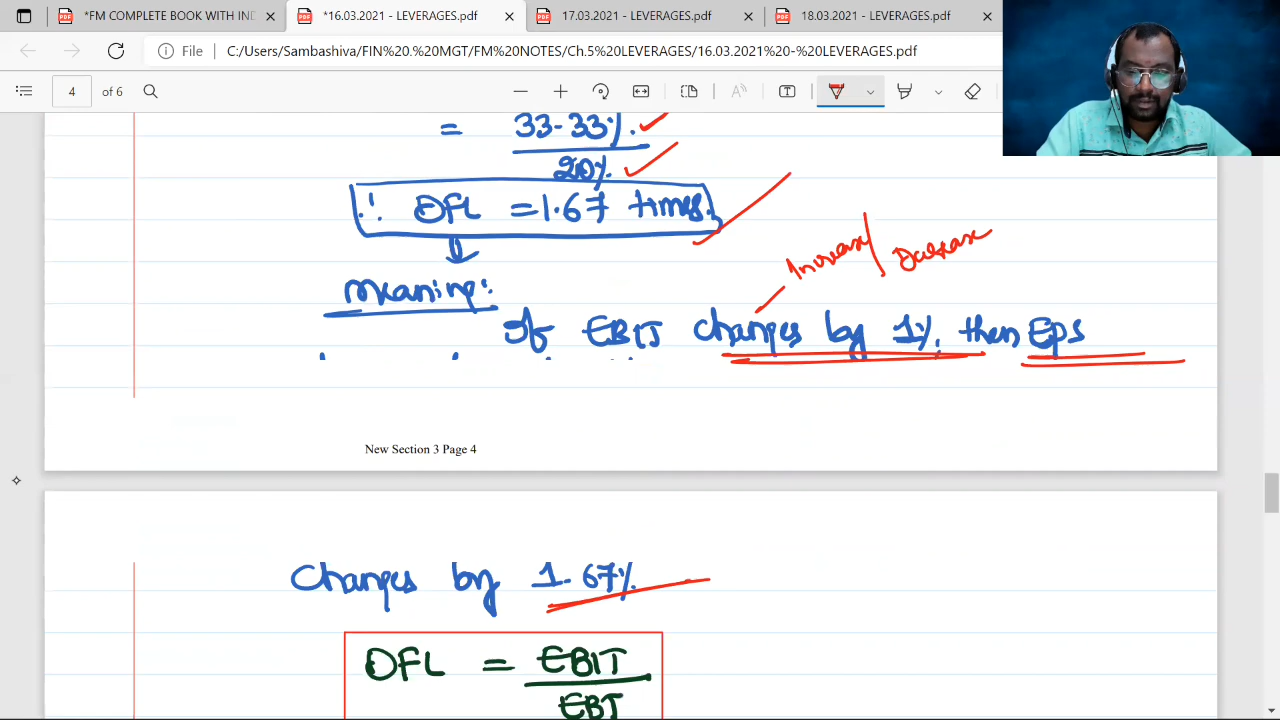 *FM COMPLETE BOOK WITH IND
*16.03.2021 - LEVERAGES.pdf
17.03.2021 - LEVERAGES.pdf
18.03.2021 - LEVERAGES.pdf
File
C:/Users/Sambashiva/FIN%20.%20MGT/FM%20NOTES/Ch.5%20LEVERAGES/16.03.2021%20-%20LEVERAGES.pdf
4 of 6
= 33.33%
20%
∴ DFL = 1.67 times.
Increase/ Decrease
Meaning:
If EBIT changes by 1%, then EPS
New Section 3 Page 4
Changes by 1.67%.
DFL = EBIT
EBT